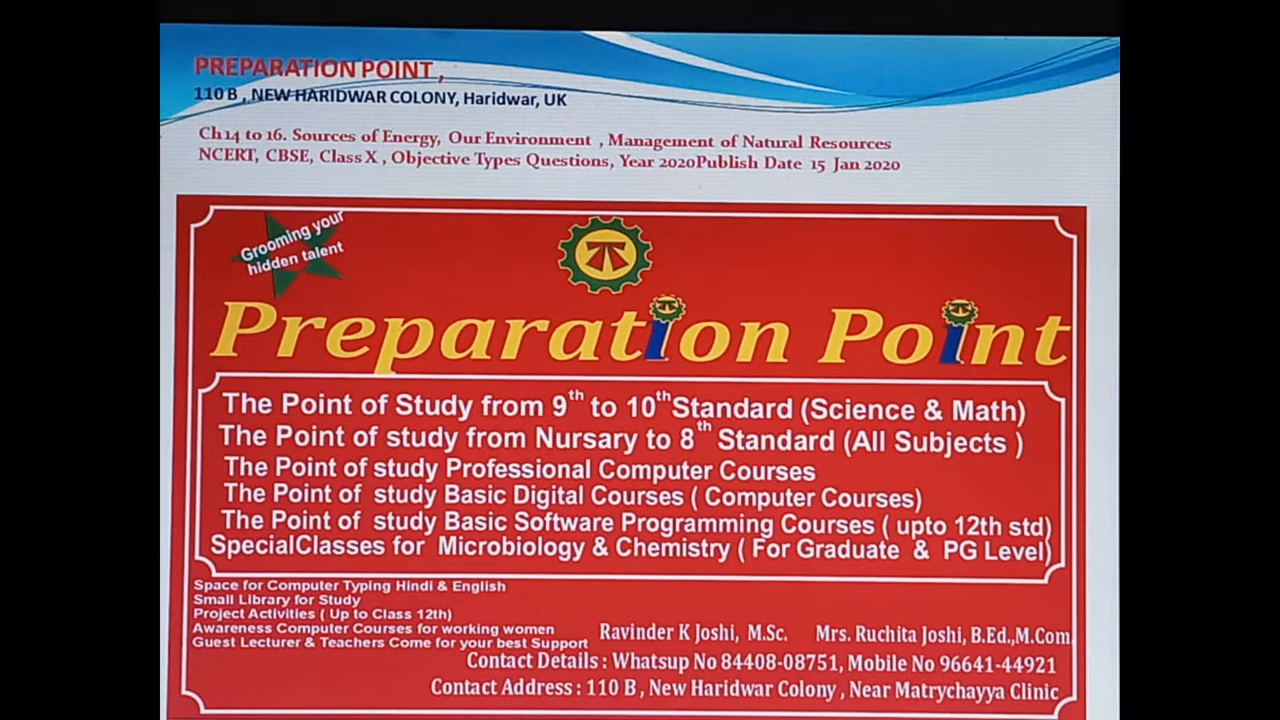 PREPARATION POINT ,
110 B , NEW HARIDWAR COLONY, Haridwar, UK
Ch 14 to 16. Sources of Energy, Our Environment , Management of Natural Resources
NCERT, CBSE, Class X , Objective Types Questions, Year 2020Publish Date 15 Jan 2020
Grooming your
hidden talent
Preparation Point
The Point of Study from 9th to 10th Standard (Science & Math)
The Point of study from Nursary to 8th Standard (All Subjects )
The Point of study Professional Computer Courses
The Point of study Basic Digital Courses ( Computer Courses)
The Point of study Basic Software Programming Courses ( upto 12th std)
SpecialClasses for Microbiology & Chemistry ( For Graduate & PG Level)
Space for Computer Typing Hindi & English
Small Library for Study
Project Activities ( Up to Class 12th)
Awareness Computer Courses for working women
Guest Lecturer & Teachers Come for your best Support
Ravinder K Joshi, M.Sc. Mrs. Ruchita Joshi, B.Ed.,M.Com
Contact Details : Whatsup No 84408-08751, Mobile No 96641-44921
Contact Address : 110 B , New Haridwar Colony , Near Matrychayya Clinic